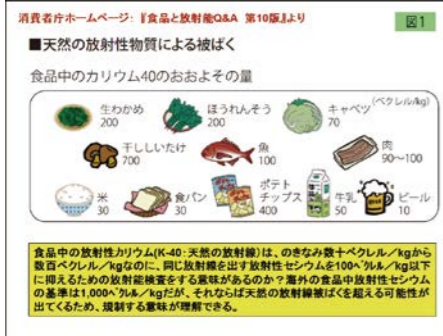 消費者庁ホームページ:『食品と放射能Q&A 第10版』より
図1
■天然の放射性物質による被ばく
食品中のカリウム40のおおよその量
(ベクレル/kg)
生わかめ
200
ほうれんそう
200
キャベツ
70
干ししいたけ
700
魚
100
肉
90〜100
米
30
食パン
30
ポテト
チップス
400
牛乳
50
ビール
10
食品中の放射性カリウム(K-40:天然の放射線)は、のきなみ数十ベクレル/kgから
数百ベクレル/kgなのに、同じ放射線を出す放射性セシウムを100ベクレル/kg以下
に抑えるための放射能検査をする意味があるのか?海外の食品中放射性セシウム
の基準は1,000ベクレル/kgだが、それならば天然の放射線被ばくを超える可能性が
出てくるため、規制する意味が理解できる。